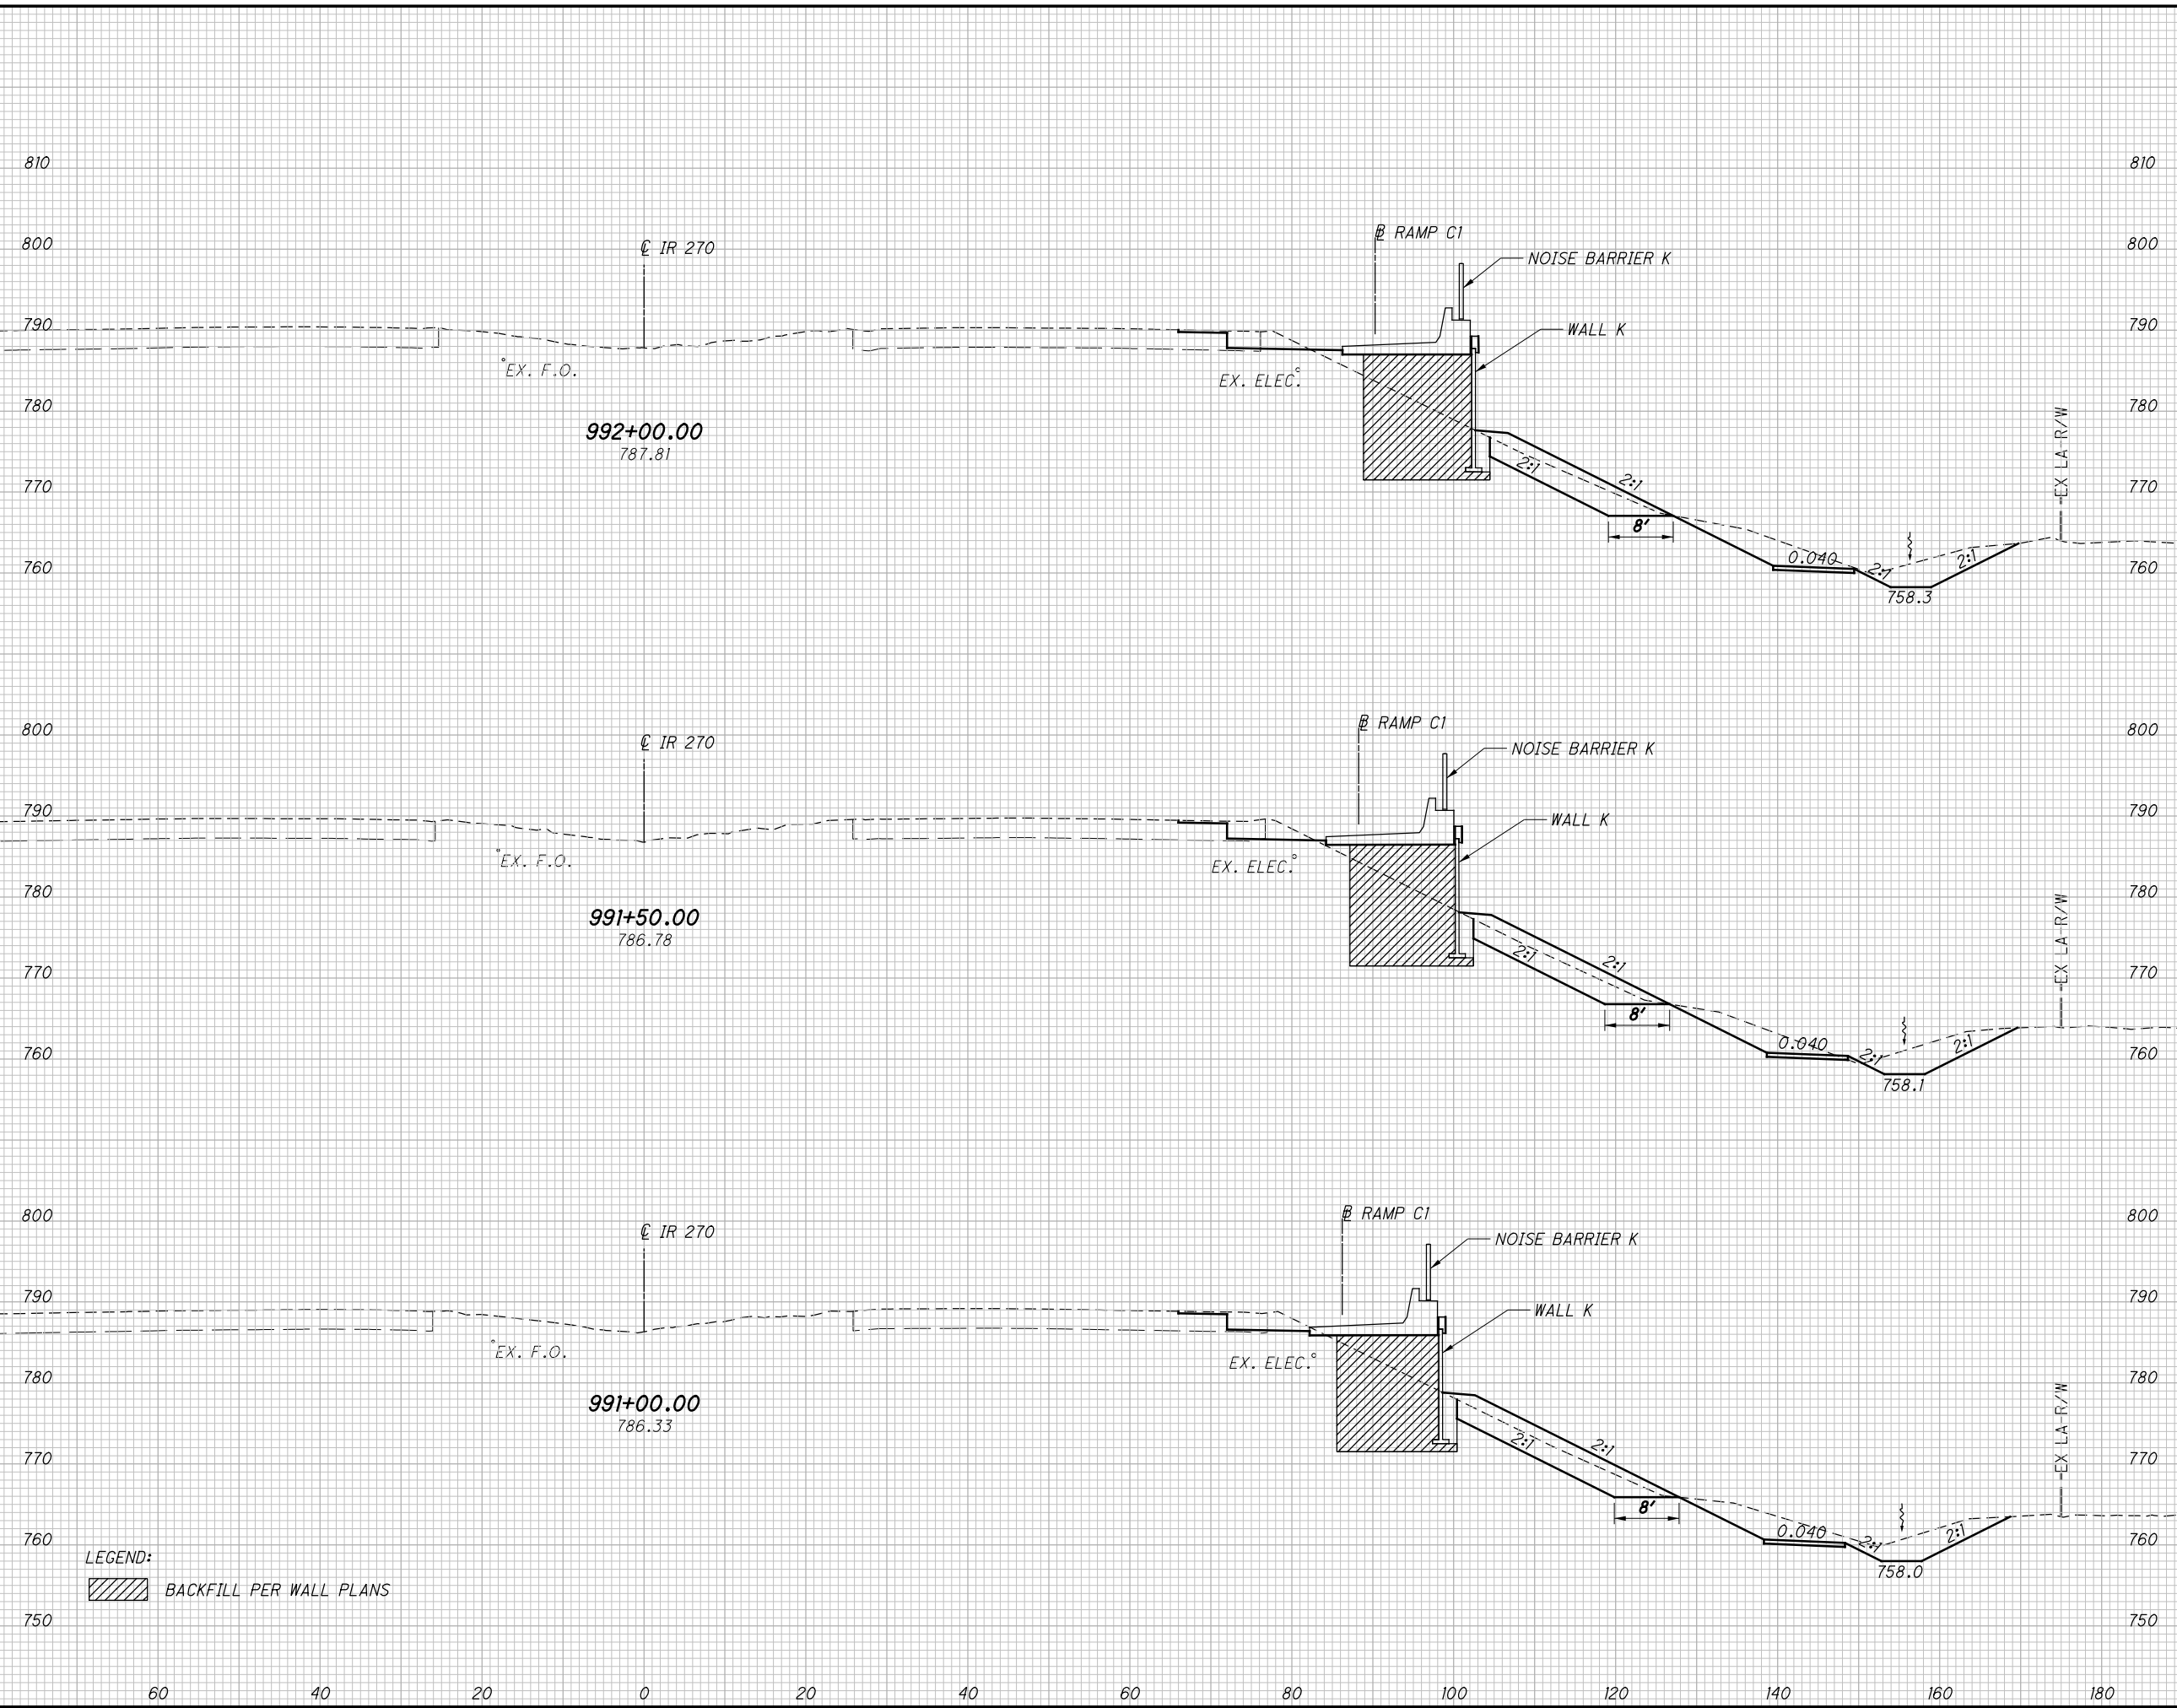 810 810
℄ IR 270
℄ RAMP C1
800 800
NOISE BARRIER K
790 WALL K 790
EX. F.O.
EX. ELEC.
780 780
992+00.00
787.81
EX LA-R/W
770 2:1 2:1 770
8'
760 0.040 2:1 2:1 760
758.3
℄ RAMP C1
800 800
℄ IR 270
NOISE BARRIER K
790 WALL K 790
EX. F.O.
EX. ELEC.
780 780
991+50.00
786.78
EX LA-R/W
770 2:1 2:1 770
8'
760 0.040 2:1 2:1 760
758.1
800 ℄ RAMP C1 800
℄ IR 270
NOISE BARRIER K
790 WALL K 790
EX. F.O.
EX. ELEC.
780 780
991+00.00
786.33
EX LA-R/W
770 2:1 2:1 770
8'
760 0.040 2:1 2:1 760
758.0
LEGEND:
BACKFILL PER WALL PLANS
750 750
60 40 20 0 20 40 60 80 100 120 140 160 180